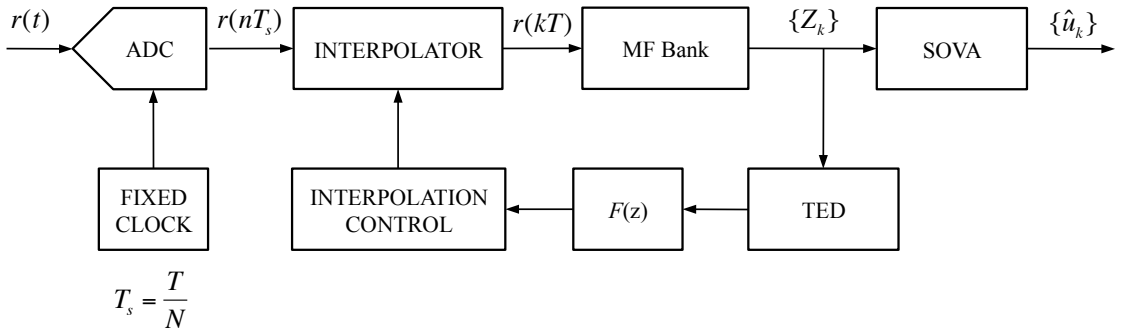 r(t)
ADC
r(nT_s)
INTERPOLATOR
r(kT)
MF Bank
{Z_k}
SOVA
{û_k}
FIXED
CLOCK
INTERPOLATION
CONTROL
F(z)
TED
T_s = T/N